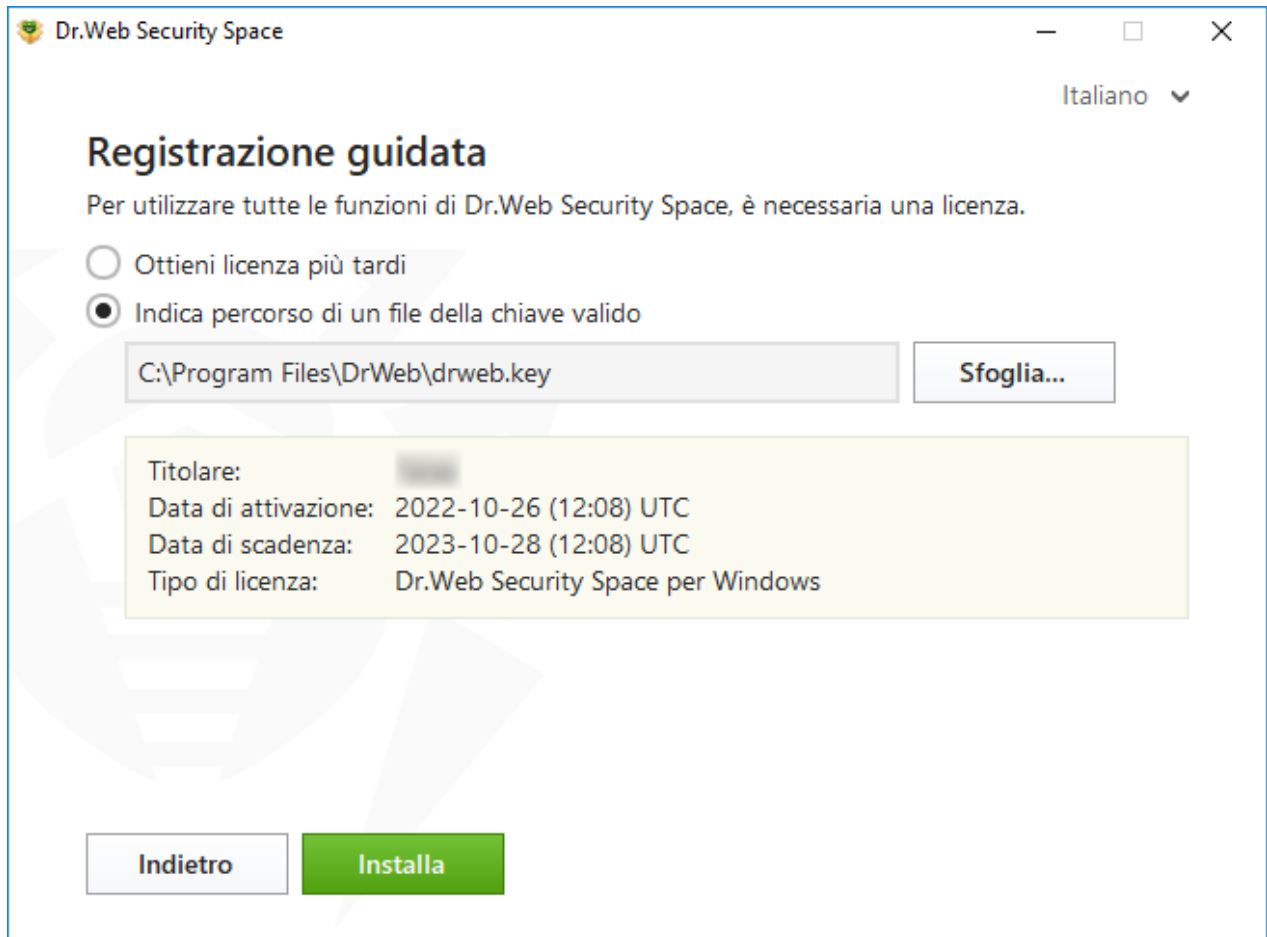 Dr.Web Security Space
Italiano
Registrazione guidata
Per utilizzare tutte le funzioni di Dr.Web Security Space, è necessaria una licenza.
Ottieni licenza più tardi
Indica percorso di un file della chiave valido
C:\Program Files\DrWeb\drweb.key
Sfoglia...
Titolare:
Data di attivazione: 2022-10-26 (12:08) UTC
Data di scadenza: 2023-10-28 (12:08) UTC
Tipo di licenza: Dr.Web Security Space per Windows
Indietro Installa